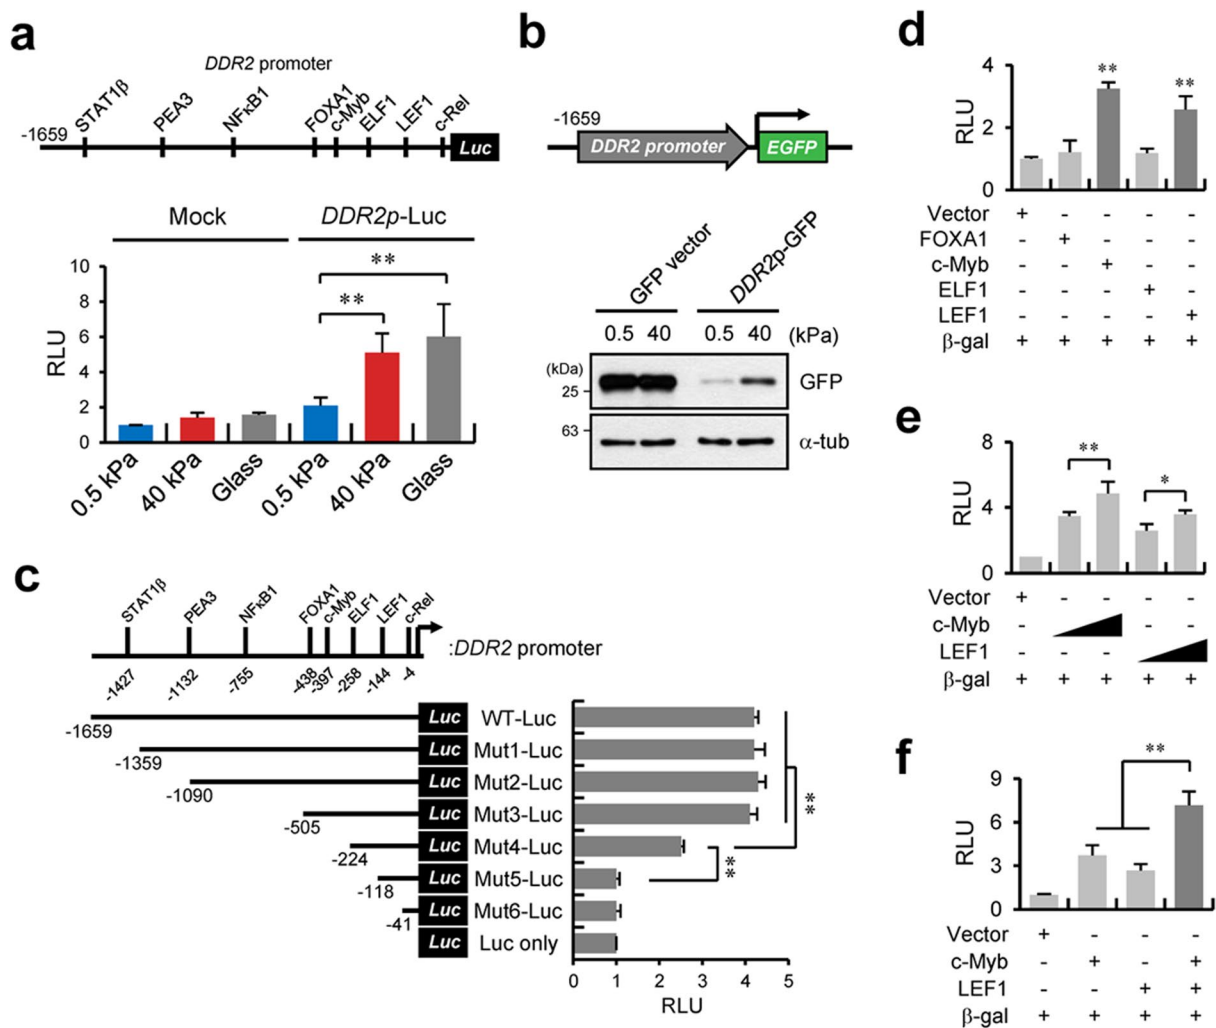 a
DDR2 promoter
-1659
STAT1β
PEA3
NFκB1
FOXA1
c-Myb
ELF1
LEF1
c-Rel
Luc
Mock
DDR2p-Luc
**
**
RLU
10
8
6
4
2
0
0.5 kPa
40 kPa
Glass
0.5 kPa
40 kPa
Glass
b
-1659
DDR2 promoter
EGFP
GFP vector
DDR2p-GFP
0.5 40 0.5 40 (kPa)
(kDa)
25
GFP
63
α-tub
c
STAT1β
PEA3
NFκB1
FOXA1
c-Myb
ELF1
LEF1
c-Rel
:DDR2 promoter
-1427
-1132
-755
-438
-397
-258
-144
-4
-1659 Luc WT-Luc
-1359 Luc Mut1-Luc
-1090 Luc Mut2-Luc
-505 Luc Mut3-Luc
-224 Luc Mut4-Luc
-118 Luc Mut5-Luc
-41 Luc Mut6-Luc
Luc Luc only
**
**
0 1 2 3 4 5
RLU
d
RLU
4
2
0
**
**
Vector + - - - -
FOXA1 - + - - -
c-Myb - - + - -
ELF1 - - - + -
LEF1 - - - - +
β-gal + + + + +
e
RLU
8
4
0
**
*
Vector + - - - -
c-Myb - - -
LEF1 - - -
β-gal + + + + +
f
RLU
9
6
3
0
**
Vector + - - -
c-Myb - + - +
LEF1 - - + +
β-gal + + + +